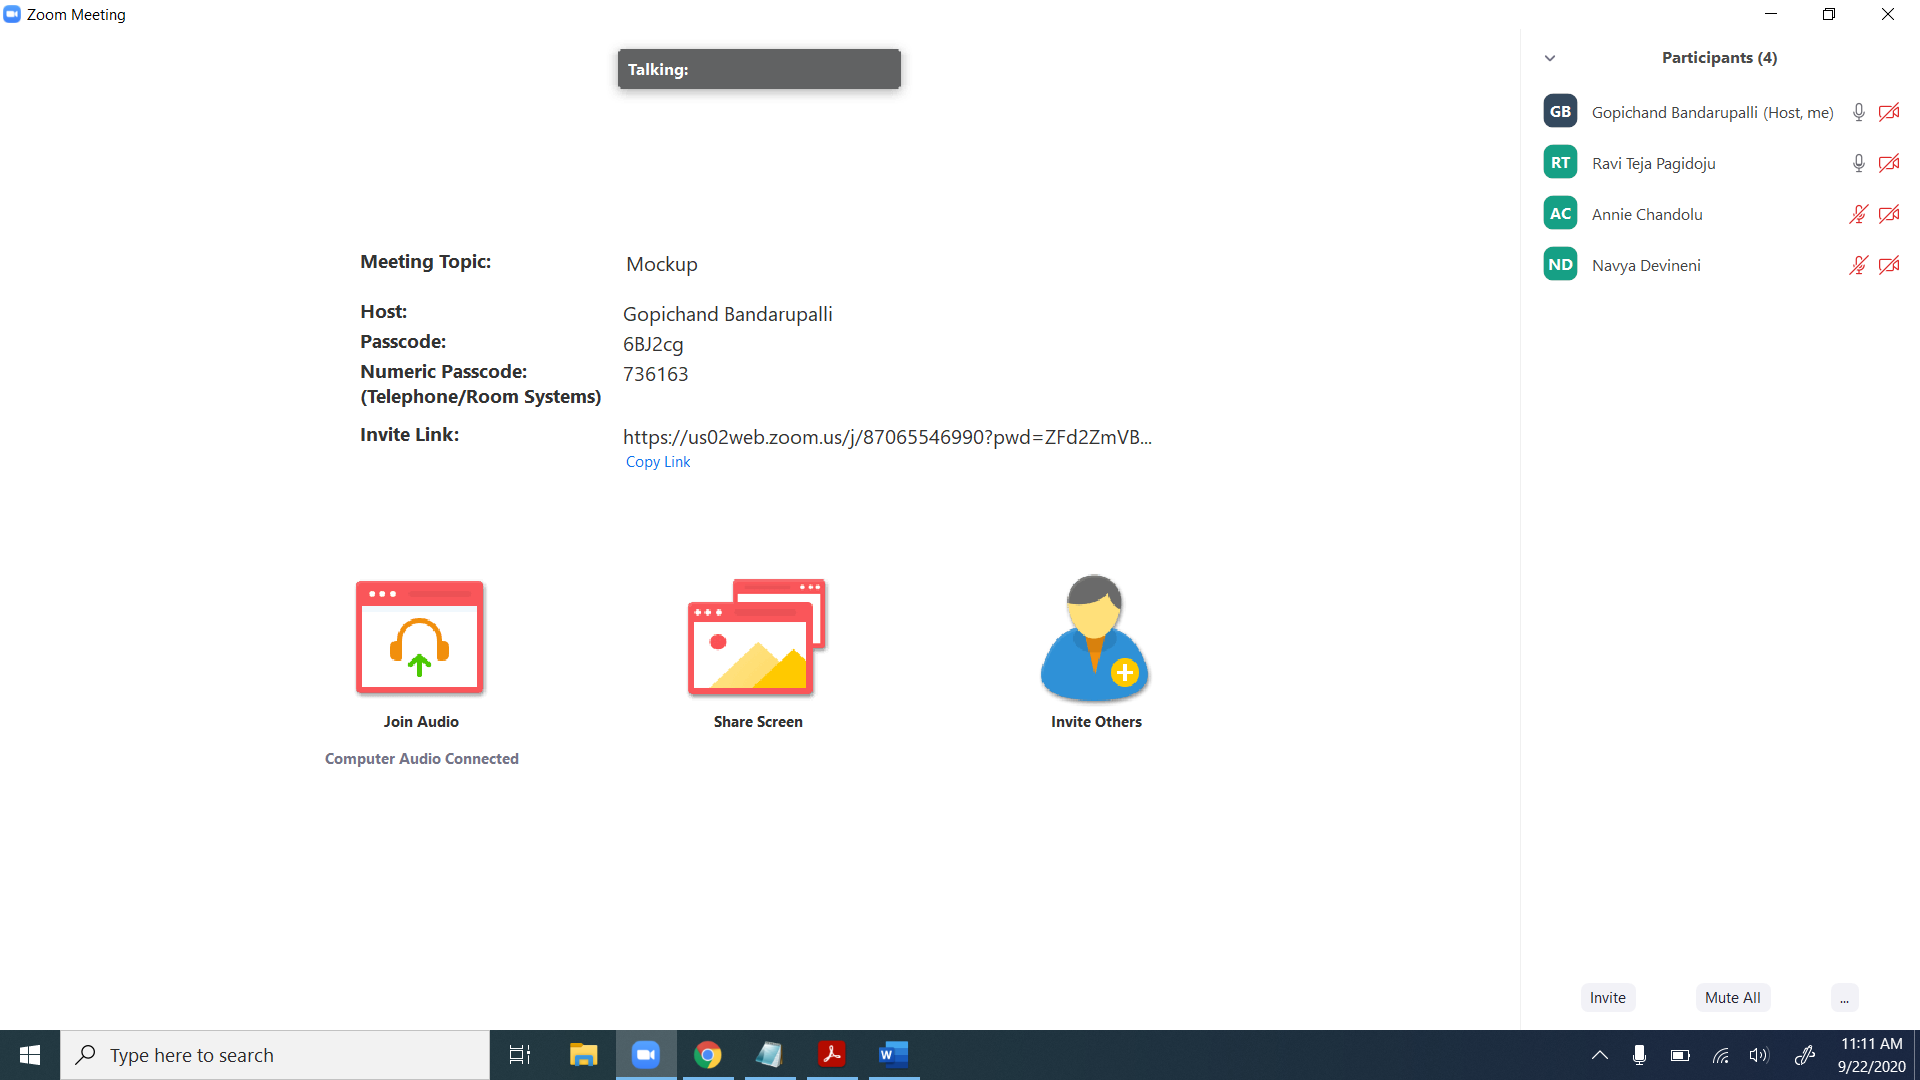 Zoom Meeting
Talking:
Meeting Topic: Mockup
Host: Gopichand Bandarupalli
Passcode: 6BJ2cg
Numeric Passcode: 736163
(Telephone/Room Systems)
Invite Link: https://us02web.zoom.us/j/87065546990?pwd=ZFd2ZmVB...
Copy Link
Join Audio
Share Screen
Invite Others
Computer Audio Connected
Participants (4)
GB Gopichand Bandarupalli (Host, me)
RT Ravi Teja Pagidoju
AC Annie Chandolu
ND Navya Devineni
Invite
Mute All
...
Type here to search
W
11:11 AM
9/22/2020